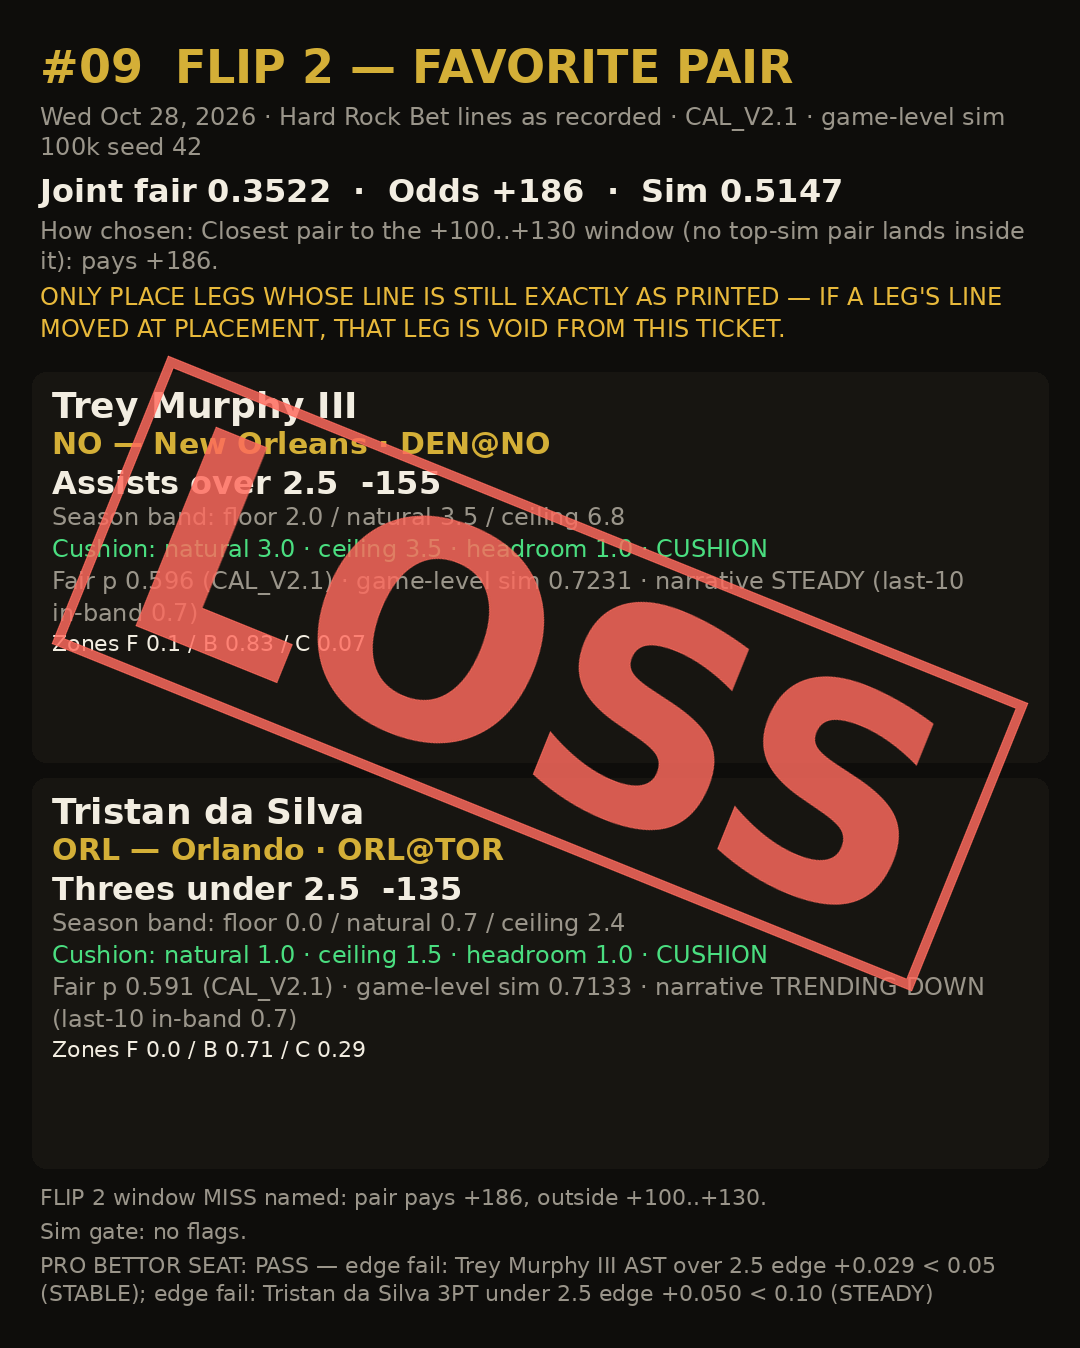 #09 FLIP 2 — FAVORITE PAIR
Wed Oct 28, 2026 · Hard Rock Bet lines as recorded · CAL_V2.1 · game-level sim
100k seed 42
Joint fair 0.3522 · Odds +186 · Sim 0.5147
How chosen: Closest pair to the +100..+130 window (no top-sim pair lands inside
it): pays +186.
ONLY PLACE LEGS WHOSE LINE IS STILL EXACTLY AS PRINTED — IF A LEG'S LINE
MOVED AT PLACEMENT, THAT LEG IS VOID FROM THIS TICKET.
Trey Murphy III
NO — New Orleans · DEN@NO
Assists over 2.5 -155
Season band: floor 2.0 / natural 3.5 / ceiling 6.8
Cushion: natural 3.0 · ceiling 3.5 · headroom 1.0 · CUSHION
Fair p 0.596 (CAL_V2.1) · game-level sim 0.7231 · narrative STEADY (last-10
in-band 0.7)
Zones F 0.1 / B 0.83 / C 0.07
LOSS
Tristan da Silva
ORL — Orlando · ORL@TOR
Threes under 2.5 -135
Season band: floor 0.0 / natural 0.7 / ceiling 2.4
Cushion: natural 1.0 · ceiling 1.5 · headroom 1.0 · CUSHION
Fair p 0.591 (CAL_V2.1) · game-level sim 0.7133 · narrative TRENDING DOWN
(last-10 in-band 0.7)
Zones F 0.0 / B 0.71 / C 0.29
FLIP 2 window MISS named: pair pays +186, outside +100..+130.
Sim gate: no flags.
PRO BETTOR SEAT: PASS — edge fail: Trey Murphy III AST over 2.5 edge +0.029 < 0.05
(STABLE); edge fail: Tristan da Silva 3PT under 2.5 edge +0.050 < 0.10 (STEADY)